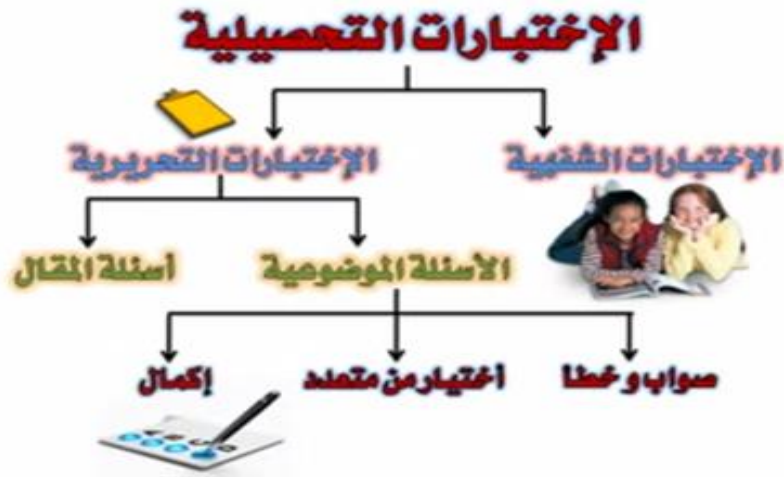 الإختبارات التحصيلية
الإختبارات الشفهية
الإختبارات التحريرية
الأسئلة الموضوعية
أسئلة المقال
صواب و خطأ
أختيار من متعدد
إكمال